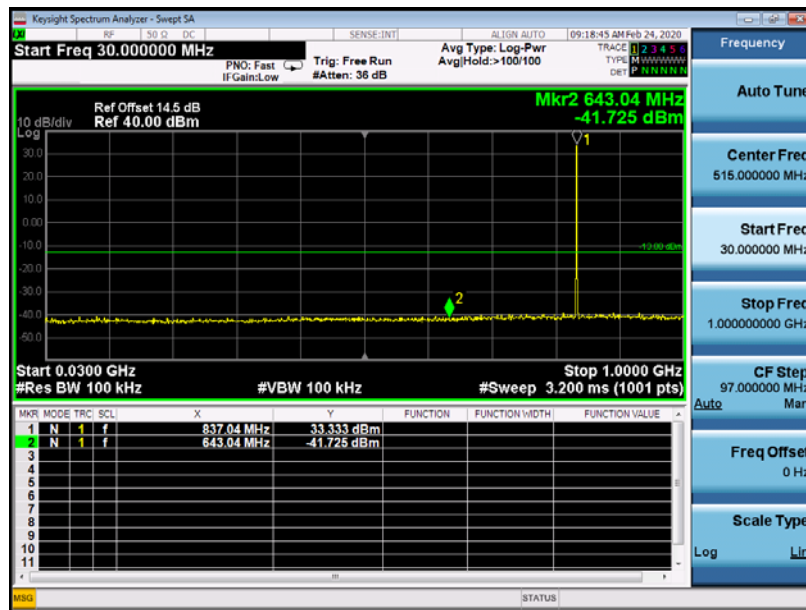 Keysight Spectrum Analyzer - Swept SA
RF 50 Ω DC SENSE:INT ALIGN AUTO 09:18:45 AM Feb 24, 2020
Start Freq 30.000000 MHz
PNO: Fast
IFGain:Low
Trig: Free Run
#Atten: 36 dB
Avg Type: Log-Pwr
Avg|Hold:>100/100
TRACE 1 2 3 4 5 6
TYPE M W W W W W
DET P N N N N N
Ref Offset 14.5 dB
Ref 40.00 dBm
10 dB/div
Log
Mkr2 643.04 MHz
-41.725 dBm
1
30.0
20.0
10.0
0.00
-10.0
-13.00 dBm
-20.0
-30.0
2
-40.0
-50.0
Start 0.0300 GHz Stop 1.0000 GHz
#Res BW 100 kHz #VBW 100 kHz #Sweep 3.200 ms (1001 pts)
MKR MODE TRC SCL X Y FUNCTION FUNCTION WIDTH FUNCTION VALUE
1 N 1 f 837.04 MHz 33.333 dBm
2 N 1 f 643.04 MHz -41.725 dBm
3
4
5
6
7
8
9
10
11
MSG STATUS
Frequency
Auto Tune
Center Freq
515.000000 MHz
Start Freq
30.000000 MHz
Stop Freq
1.000000000 GHz
CF Step
97.000000 MHz
Auto Man
Freq Offset
0 Hz
Scale Type
Log Lin